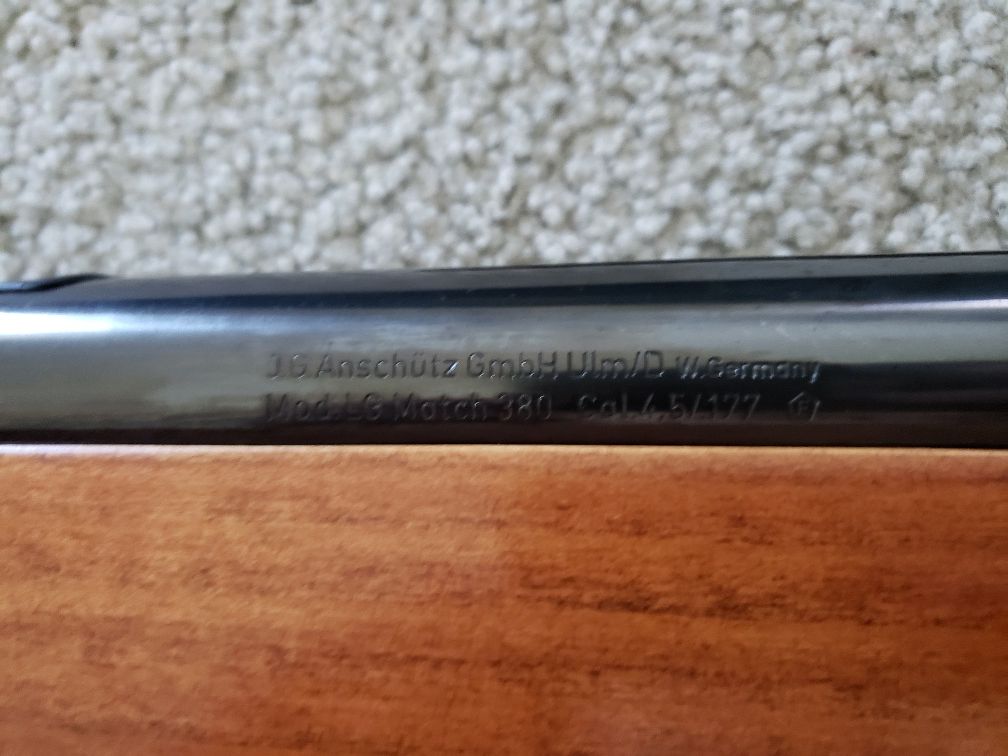 J.G Anschütz GmbH Ulm/D W.Germany
Mod.LG Match 380 Cal.4,5/.177 F